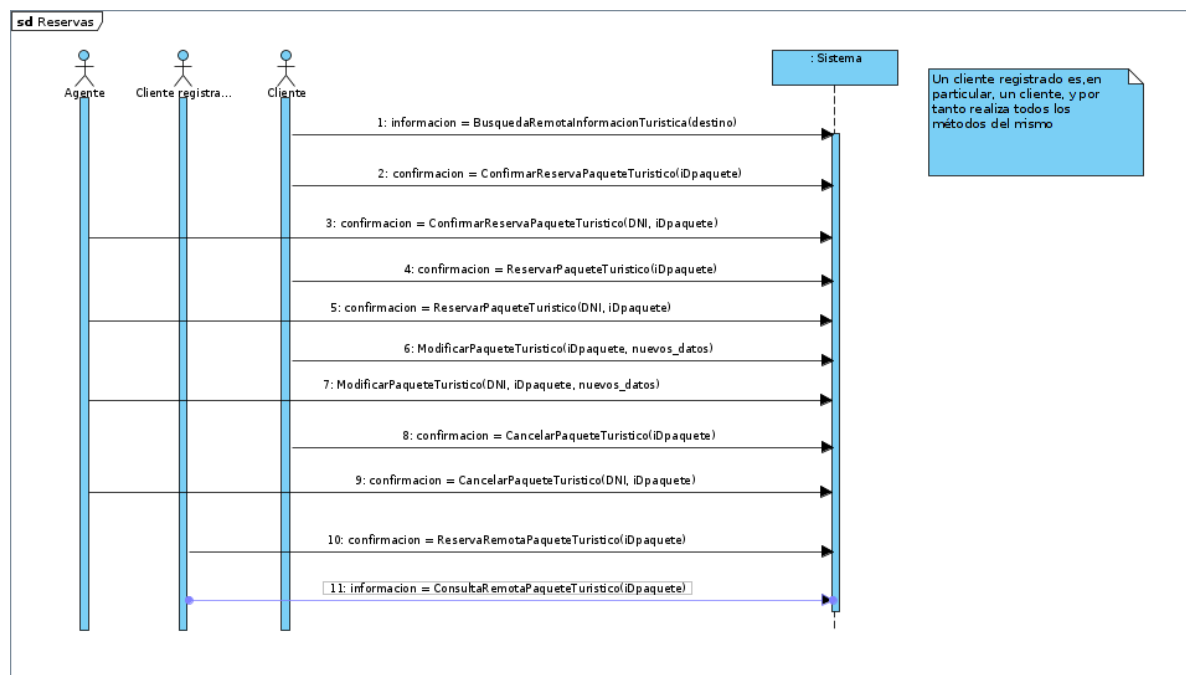 sd Reservas
Agente
Cliente registra...
Cliente
: Sistema
Un cliente registrado es,en
particular, un cliente, y por
tanto realiza todos los
métodos del mismo
1: informacion = BusquedaRemotaInformacionTuristica(destino)
2: confirmacion = ConfirmarReservaPaqueteTuristico(iDpaquete)
3: confirmacion = ConfirmarReservaPaqueteTuristico(DNI, iDpaquete)
4: confirmacion = ReservarPaqueteTuristico(iDpaquete)
5: confirmacion = ReservarPaqueteTuristico(DNI, iDpaquete)
6: ModificarPaqueteTuristico(iDpaquete, nuevos_datos)
7: ModificarPaqueteTuristico(DNI, iDpaquete, nuevos_datos)
8: confirmacion = CancelarPaqueteTuristico(iDpaquete)
9: confirmacion = CancelarPaqueteTuristico(DNI, iDpaquete)
10: confirmacion = ReservaRemotaPaqueteTuristico(iDpaquete)
11: informacion = ConsultaRemotaPaqueteTuristico(iDpaquete)